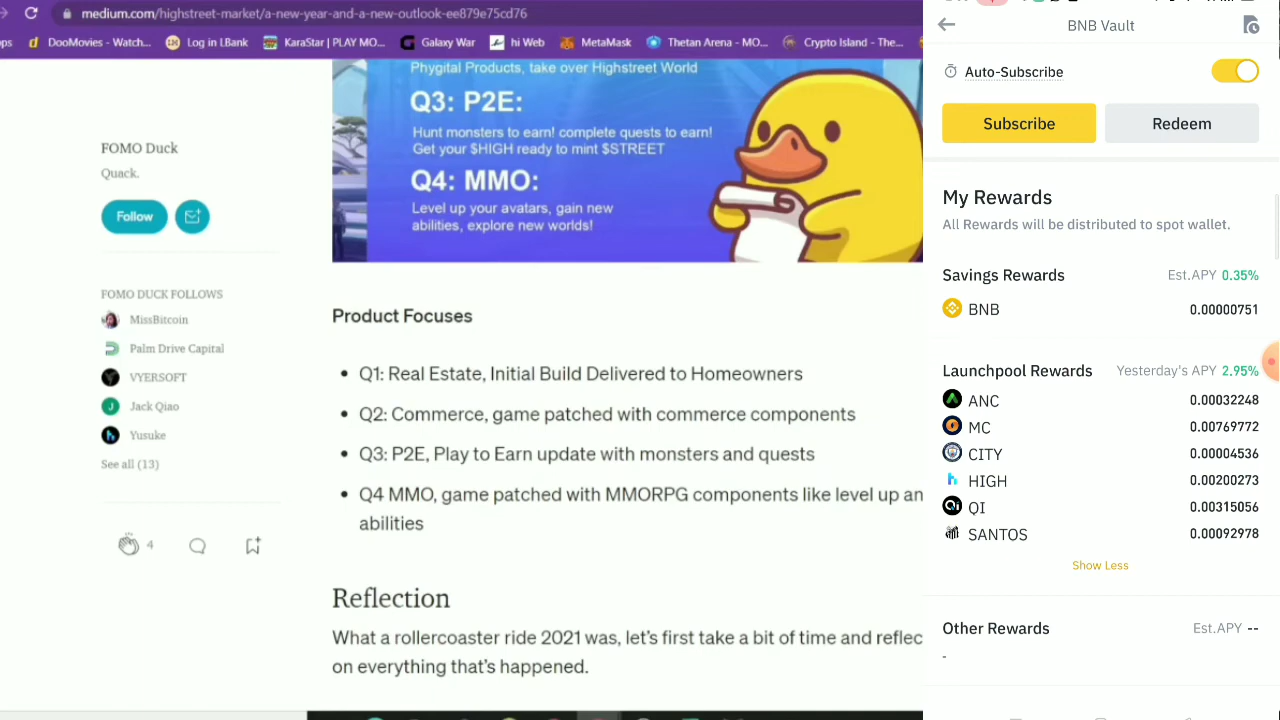 medium.com/highstreet-market/a-new-year-and-a-new-outlook-ee879e75cd76
DooMovies - Watch...
Log in LBank
KaraStar | PLAY MO...
Galaxy War
hi Web
MetaMask
Thetan Arena - MO...
Crypto Island - The...
FOMO Duck
Quack.
Follow
FOMO DUCK FOLLOWS
MissBitcoin
Palm Drive Capital
VYERSOFT
Jack Qiao
Yusuke
See all (13)
4
Phygital Products, take over Highstreet World
Q3: P2E:
Hunt monsters to earn! complete quests to earn!
Get your $HIGH ready to mint $STREET
Q4: MMO:
Level up your avatars, gain new
abilities, explore new worlds!
Product Focuses
• Q1: Real Estate, Initial Build Delivered to Homeowners
• Q2: Commerce, game patched with commerce components
• Q3: P2E, Play to Earn update with monsters and quests
• Q4 MMO, game patched with MMORPG components like level up an
abilities
Reflection
What a rollercoaster ride 2021 was, let's first take a bit of time and reflec
on everything that's happened.
BNB Vault
Auto-Subscribe
Subscribe Redeem
My Rewards
All Rewards will be distributed to spot wallet.
Savings Rewards Est.APY 0.35%
BNB 0.00000751
Launchpool Rewards Yesterday's APY 2.95%
ANC 0.00032248
MC 0.00769772
CITY 0.00004536
HIGH 0.00200273
QI 0.00315056
SANTOS 0.00092978
Show Less
Other Rewards Est.APY --
-